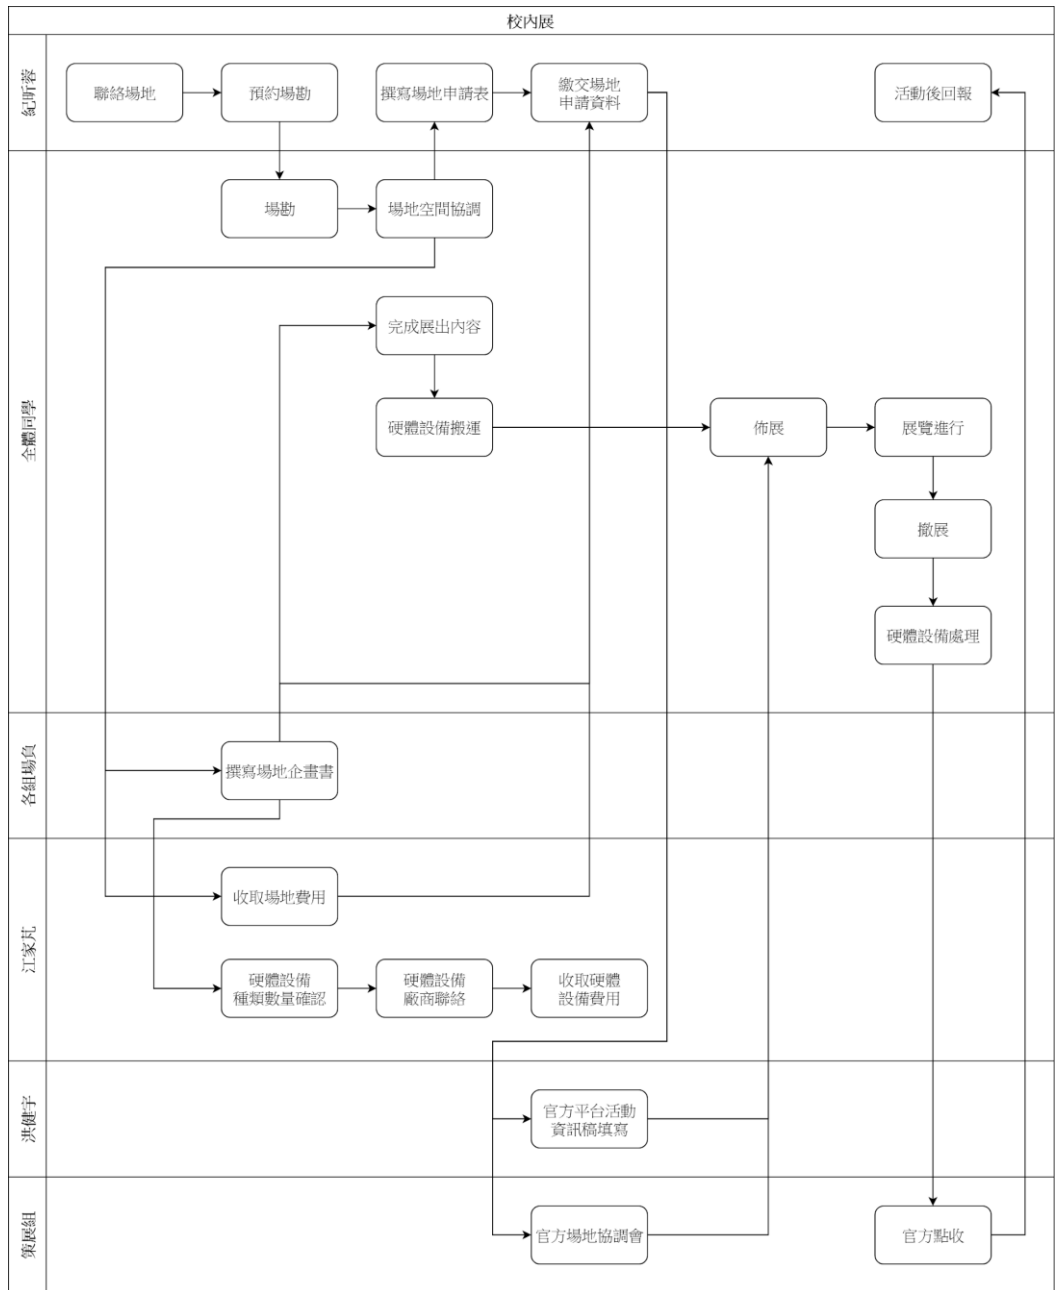 校內展
紀昕蓉
聯絡場地
預約場勘
撰寫場地申請表
繳交場地
申請資料
活動後回報
全體同學
場勘
場地空間協調
完成展出內容
硬體設備搬運
佈展
展覽進行
撤展
硬體設備處理
各組場負
撰寫場地企畫書
江家芃
收取場地費用
硬體設備
種類數量確認
硬體設備
廠商聯絡
收取硬體
設備費用
洪健宇
官方平台活動
資訊稿填寫
策展組
官方場地協調會
官方點收